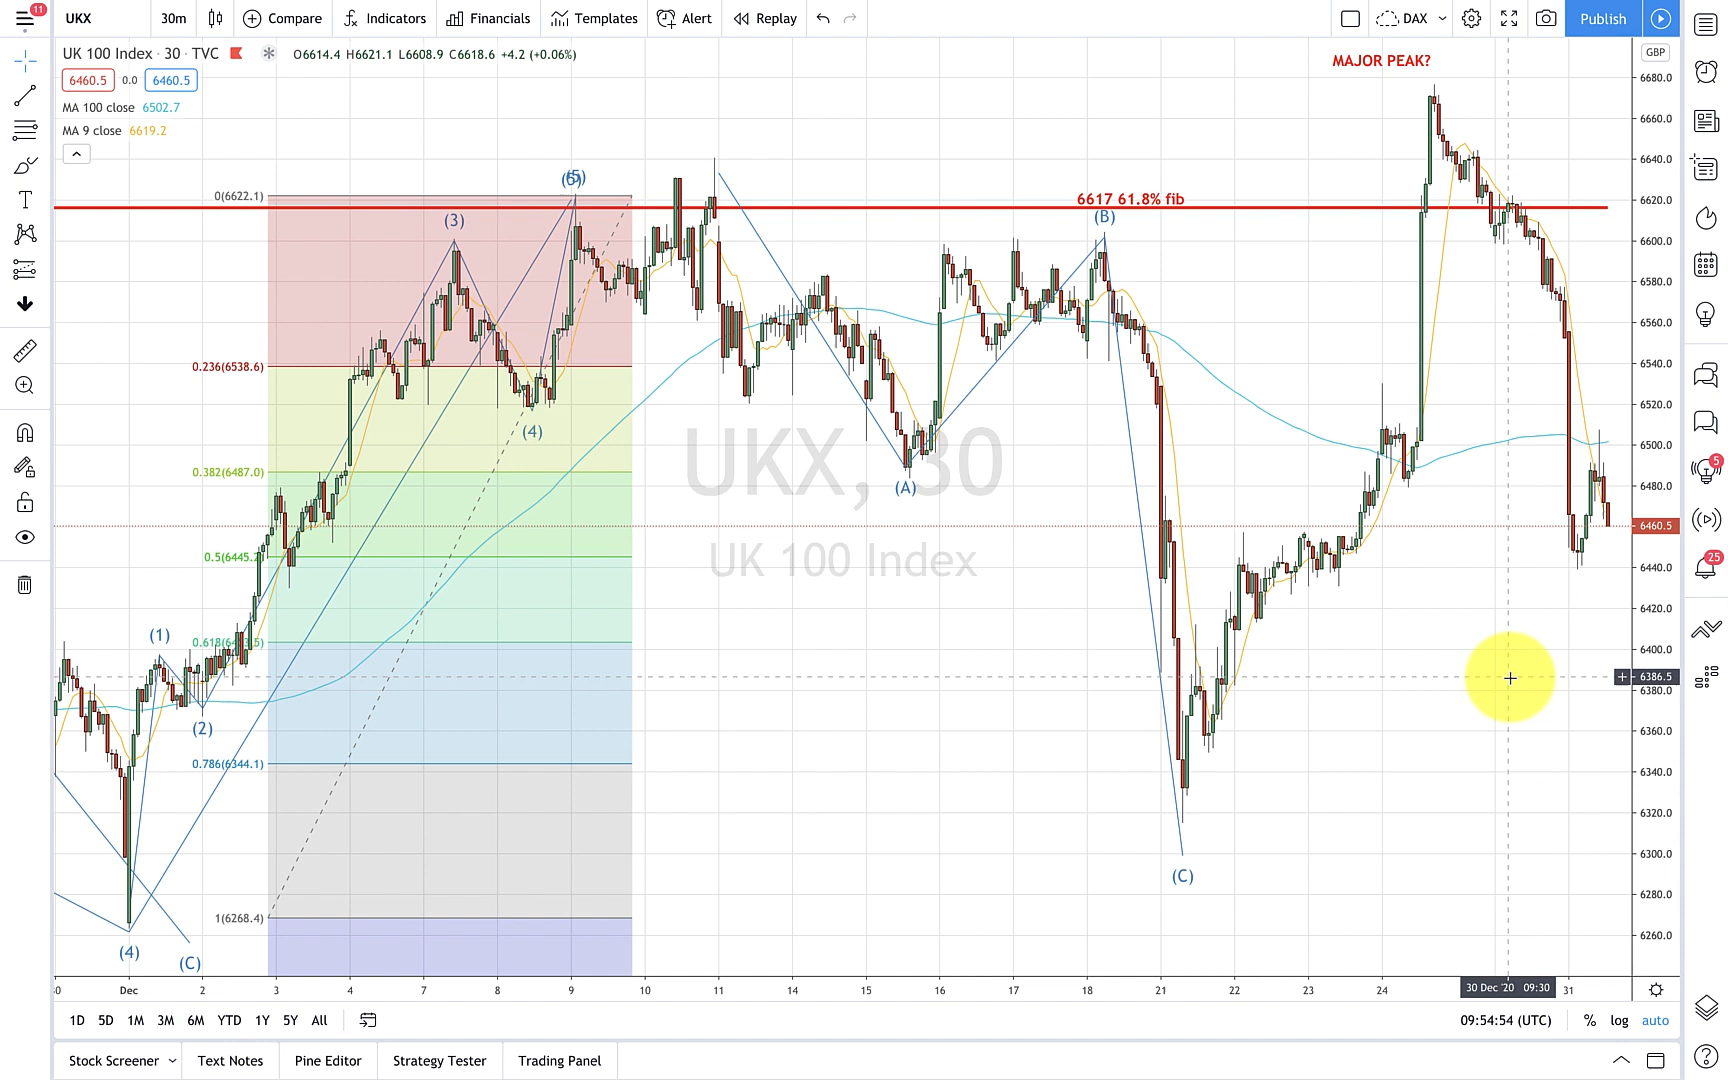 11
UKX
30m
Compare
Indicators
Financials
Templates
Alert
Replay
DAX
Publish
UK 100 Index · 30 · TVC
O6614.4 H6621.1 L6608.9 C6618.6 +4.2 (+0.06%)
6460.5 0.0 6460.5
MA 100 close 6502.7
MA 9 close 6619.2
MAJOR PEAK?
6617 61.8% fib
(B)
(3)
(4)
(1)
(2)
(A)
(C)
(4)
(C)
0(6622.1)
0.236(6538.6)
0.382(6487.0)
0.786(6344.1)
1(6268.4)
UKX, 30
UK 100 Index
GBP
6680.0
6660.0
6640.0
6620.0
6600.0
6580.0
6560.0
6540.0
6520.0
6500.0
6480.0
6460.5
6440.0
6420.0
6400.0
6386.5
6380.0
6360.0
6340.0
6320.0
6300.0
6280.0
6260.0
5
25
Dec 2 3 4 7 8 9 10 11 14 15 16 17 18 21 22 23 24 30 Dec '20 09:30 31
1D 5D 1M 3M 6M YTD 1Y 5Y All
09:54:54 (UTC) % log auto
Stock Screener
Text Notes
Pine Editor
Strategy Tester
Trading Panel